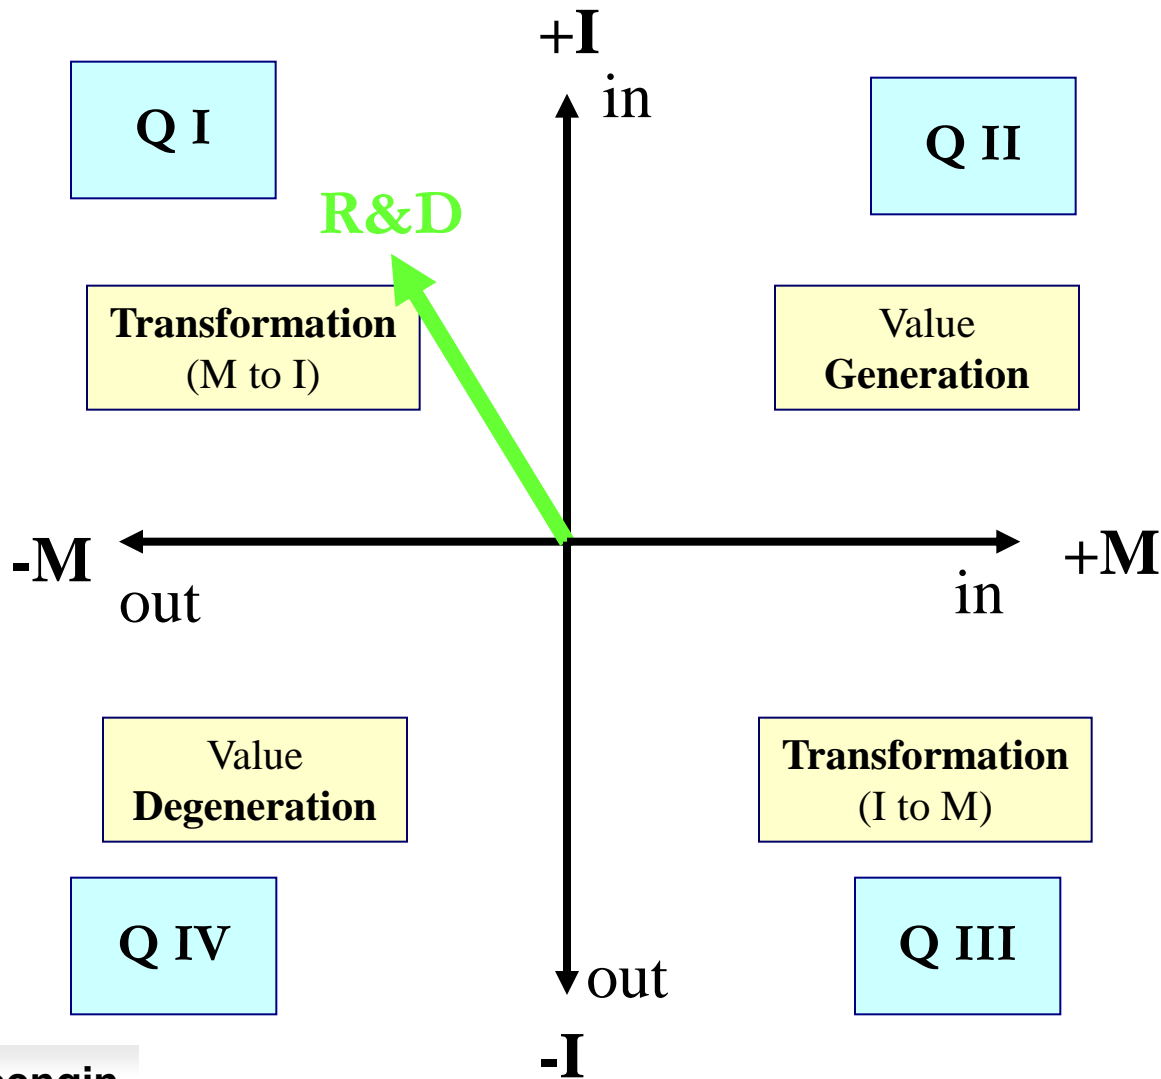 +I
in
Q I
Q II
R&D
Transformation
(M to I)
Value
Generation
-M
out
+M
in
Value
Degeneration
Transformation
(I to M)
Q IV
Q III
out
-I